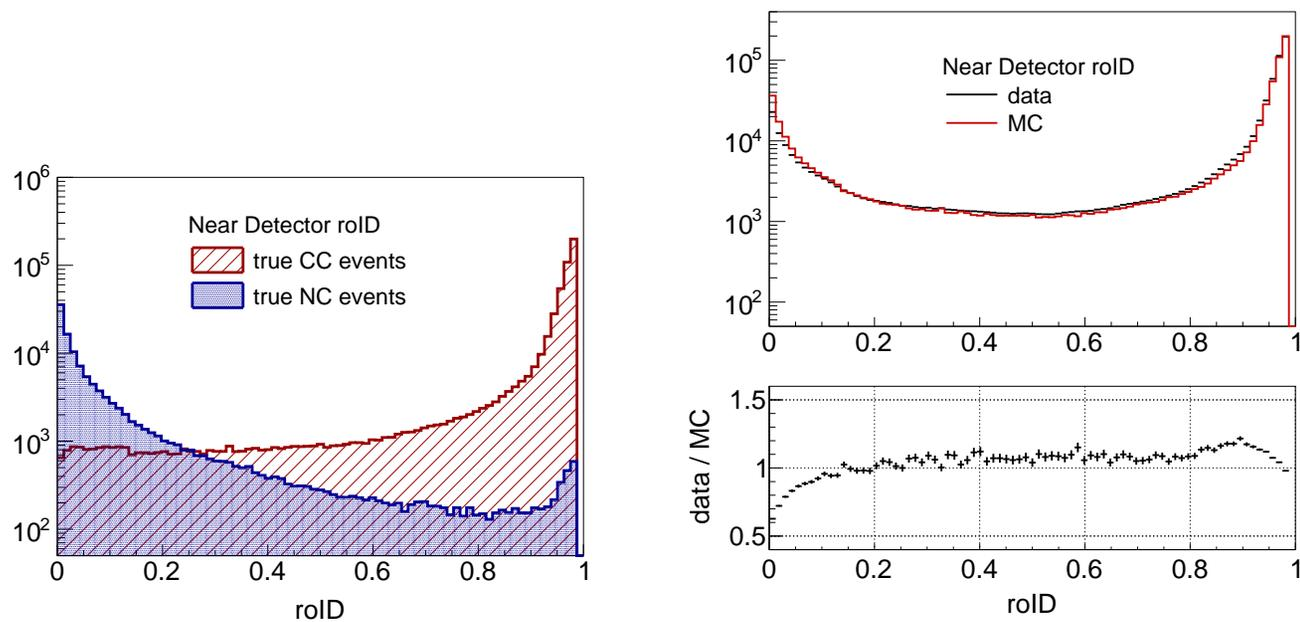 10^6
10^5
10^4
10^3
10^2
Near Detector roID
true CC events
true NC events
0 0.2 0.4 0.6 0.8 1
roID
10^5
10^4
10^3
10^2
Near Detector roID
data
MC
0 0.2 0.4 0.6 0.8 1
data / MC
1.5
1
0.5
0 0.2 0.4 0.6 0.8 1
roID